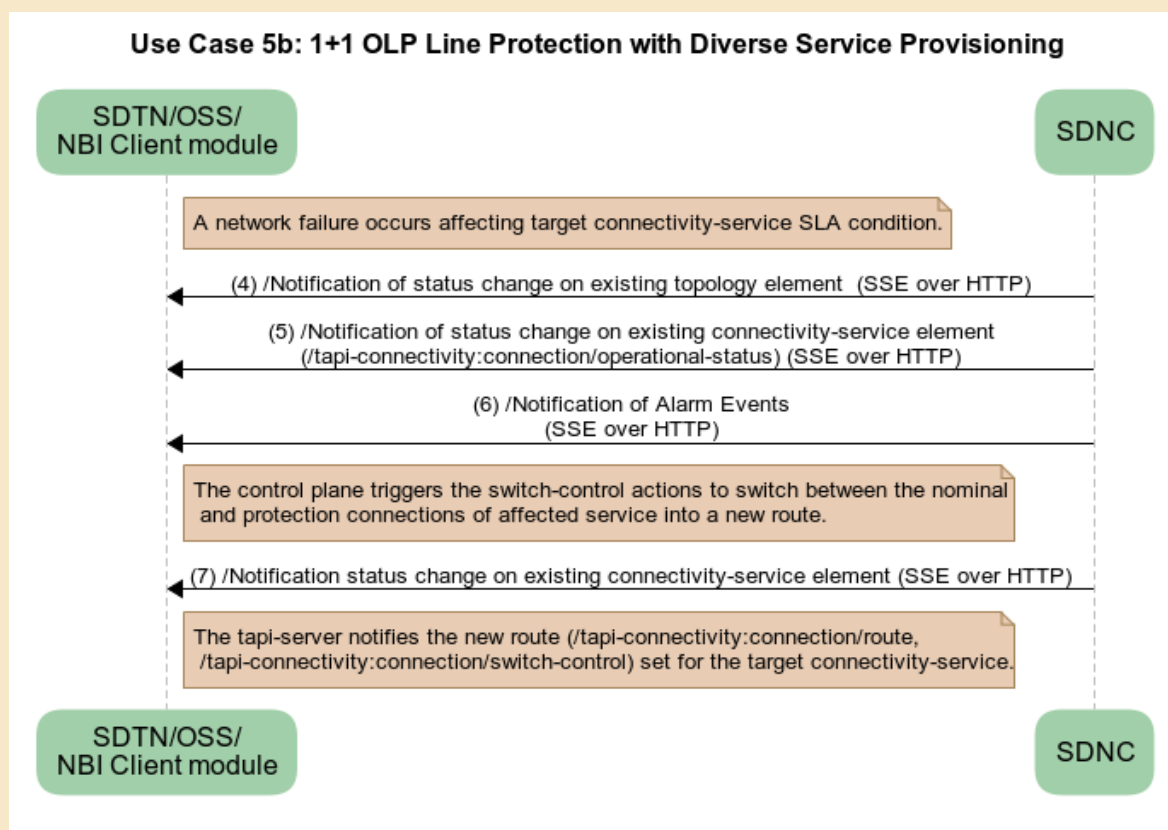 Use Case 5b: 1+1 OLP Line Protection with Diverse Service Provisioning
SDTN/OSS/
NBI Client module
SDNC
A network failure occurs affecting target connectivity-service SLA condition.
(4) /Notification of status change on existing topology element  (SSE over HTTP)
(5) /Notification of status change on existing connectivity-service element
(/tapi-connectivity:connection/operational-status) (SSE over HTTP)
(6) /Notification of Alarm Events
(SSE over HTTP)
The control plane triggers the switch-control actions to switch between the nominal
and protection connections of affected service into a new route.
(7) /Notification status change on existing connectivity-service element (SSE over HTTP)
The tapi-server notifies the new route (/tapi-connectivity:connection/route,
/tapi-connectivity:connection/switch-control) set for the target connectivity-service.
SDTN/OSS/
NBI Client module
SDNC